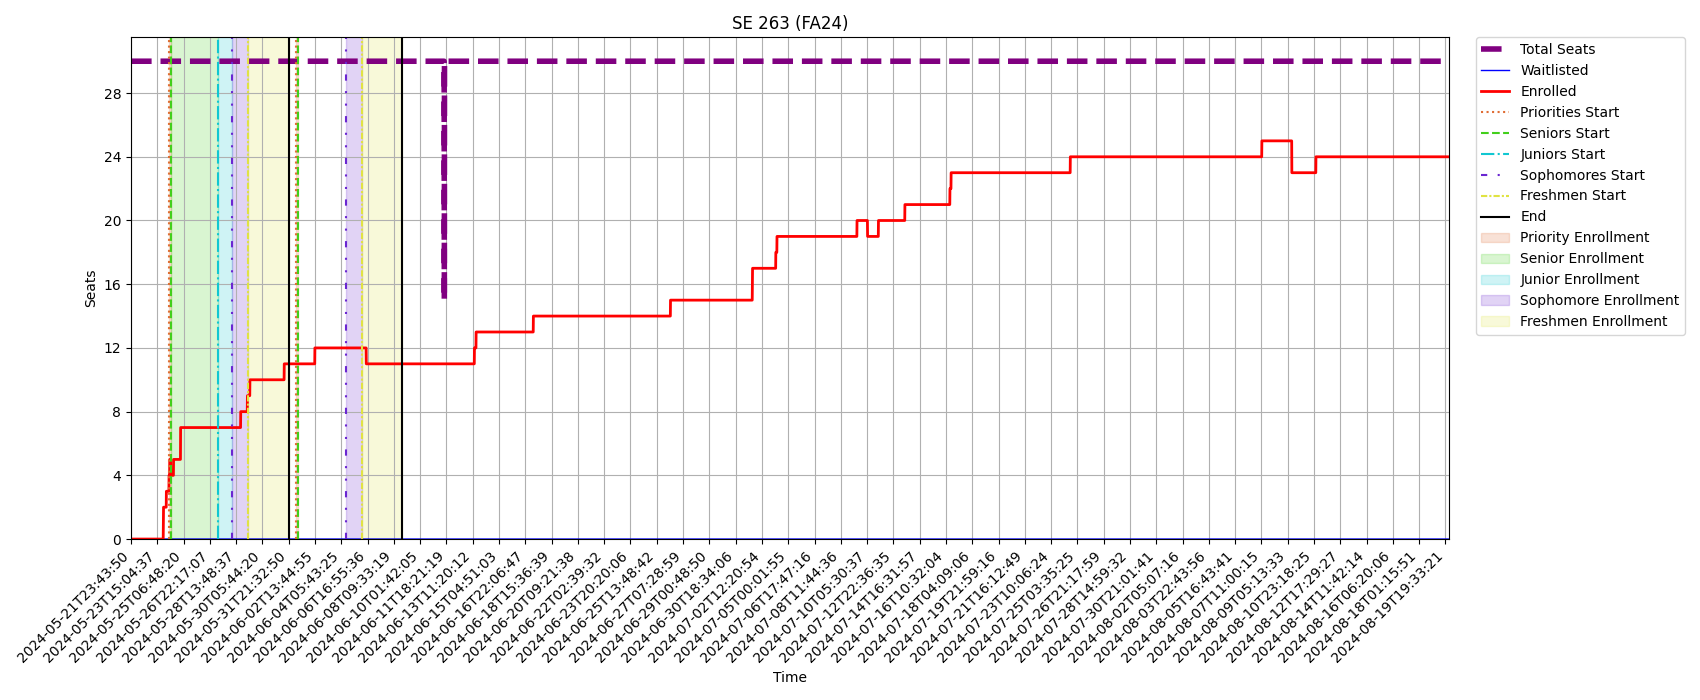 SE 263 (FA24)
Total Seats
Waitlisted
Enrolled
Priorities Start
Seniors Start
Juniors Start
Sophomores Start
Freshmen Start
End
Priority Enrollment
Senior Enrollment
Junior Enrollment
Sophomore Enrollment
Freshmen Enrollment
Seats
28
24
20
16
12
8
4
0
2024-05-21T23:43:50
2024-05-23T15:04:37
2024-05-25T06:48:20
2024-05-26T22:17:07
2024-05-28T13:48:37
2024-05-30T05:44:20
2024-05-31T21:32:50
2024-06-02T13:44:55
2024-06-04T05:43:25
2024-06-06T16:55:36
2024-06-08T09:33:19
2024-06-10T01:42:05
2024-06-11T18:21:19
2024-06-13T11:20:12
2024-06-15T04:51:03
2024-06-16T22:06:47
2024-06-18T15:36:39
2024-06-20T09:21:38
2024-06-22T02:39:32
2024-06-23T20:20:06
2024-06-25T13:48:42
2024-06-27T07:28:59
2024-06-29T00:48:50
2024-06-30T18:34:06
2024-07-02T12:20:54
2024-07-05T00:01:55
2024-07-06T17:47:16
2024-07-08T11:44:36
2024-07-10T05:30:37
2024-07-12T22:36:35
2024-07-14T16:31:57
2024-07-16T10:32:04
2024-07-18T04:09:06
2024-07-19T21:59:16
2024-07-21T16:12:49
2024-07-23T10:06:24
2024-07-25T03:35:25
2024-07-26T21:17:59
2024-07-28T14:59:32
2024-07-30T21:01:41
2024-08-02T05:07:16
2024-08-03T22:43:56
2024-08-05T16:43:41
2024-08-07T11:00:15
2024-08-09T05:13:33
2024-08-10T23:18:25
2024-08-12T17:29:27
2024-08-14T11:42:14
2024-08-16T06:20:06
2024-08-18T01:15:51
2024-08-19T19:33:21
Time